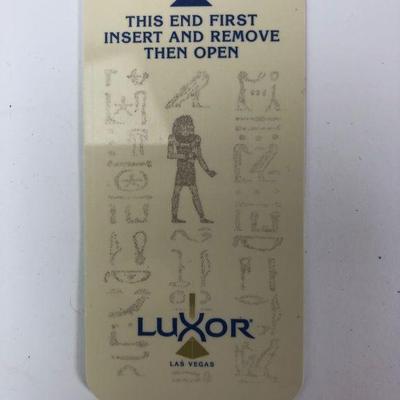 THIS END FIRST
INSERT AND REMOVE
THEN OPEN
LUXOR®
LAS VEGAS